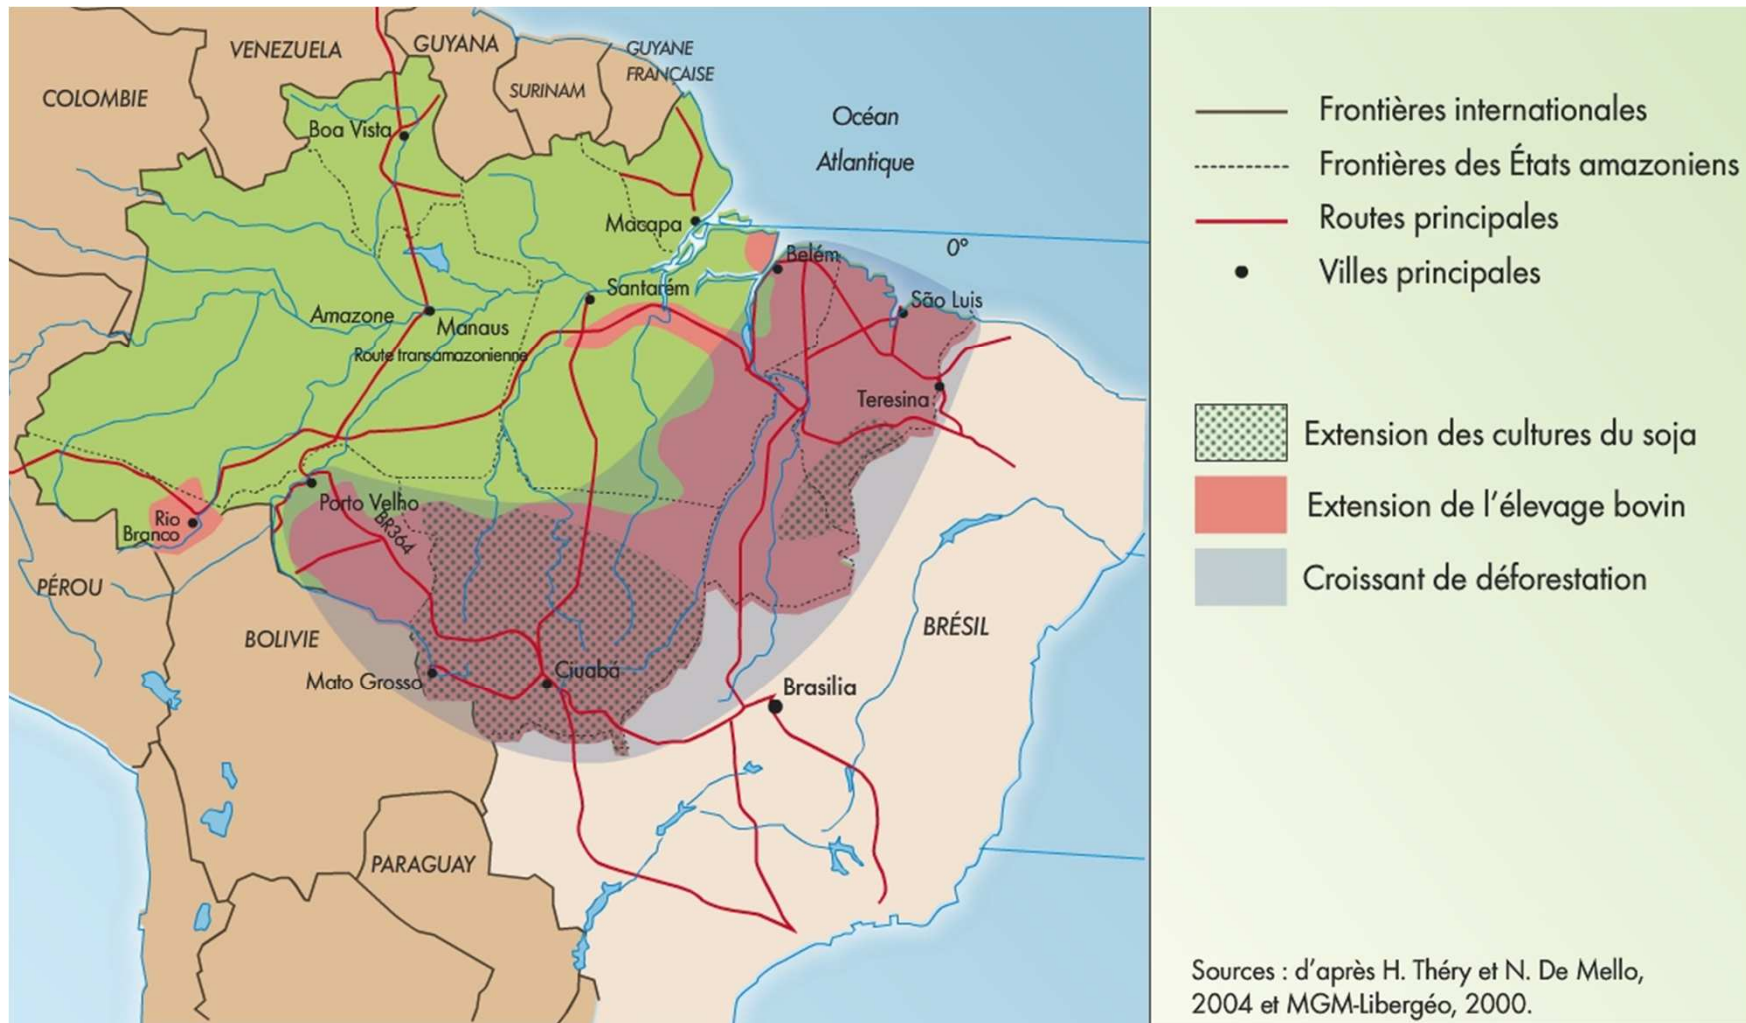 COLOMBIE
VENEZUELA
GUYANA
SURINAM
GUYANE
FRANÇAISE
Océan
Atlantique
Boa Vista
Macapa
0°
Belém
Santarém
São Luis
Amazone
Manaus
Route transamazonienne
Teresina
Porto Velho
BR364
Rio
Branco
PÉROU
BOLIVIE
BRÉSIL
Mato Grosso
Ciuabá
Brasilia
PARAGUAY
Frontières internationales
Frontières des États amazoniens
Routes principales
Villes principales
Extension des cultures du soja
Extension de l'élevage bovin
Croissant de déforestation
Sources : d'après H. Théry et N. De Mello,
2004 et MGM-Libergéo, 2000.